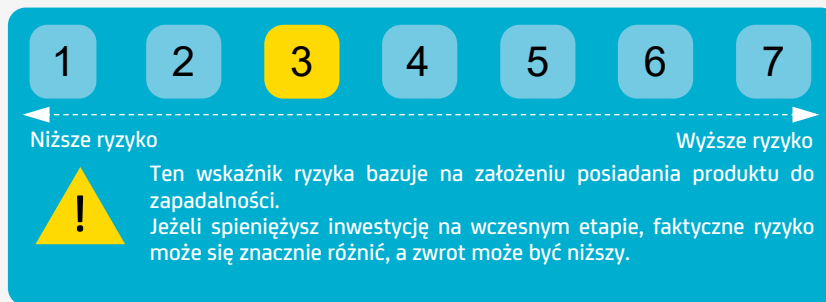 1 2 3 4 5 6 7
Niższe ryzyko Wyższe ryzyko
Ten wskaźnik ryzyka bazuje na założeniu posiadania produktu do
zapadalności.
! Jeżeli spieniężysz inwestycję na wczesnym etapie, faktyczne ryzyko
może się znacznie różnić, a zwrot może być niższy.